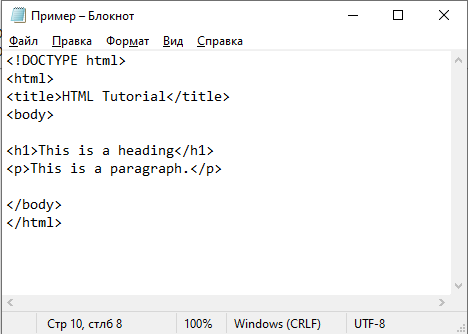 Пример – Блокнот
Файл Правка Формат Вид Справка
<!DOCTYPE html>
<html>
<title>HTML Tutorial</title>
<body>
<h1>This is a heading</h1>
<p>This is a paragraph.</p>
</body>
</html>
Стр 10, стлб 8 100% Windows (CRLF) UTF-8